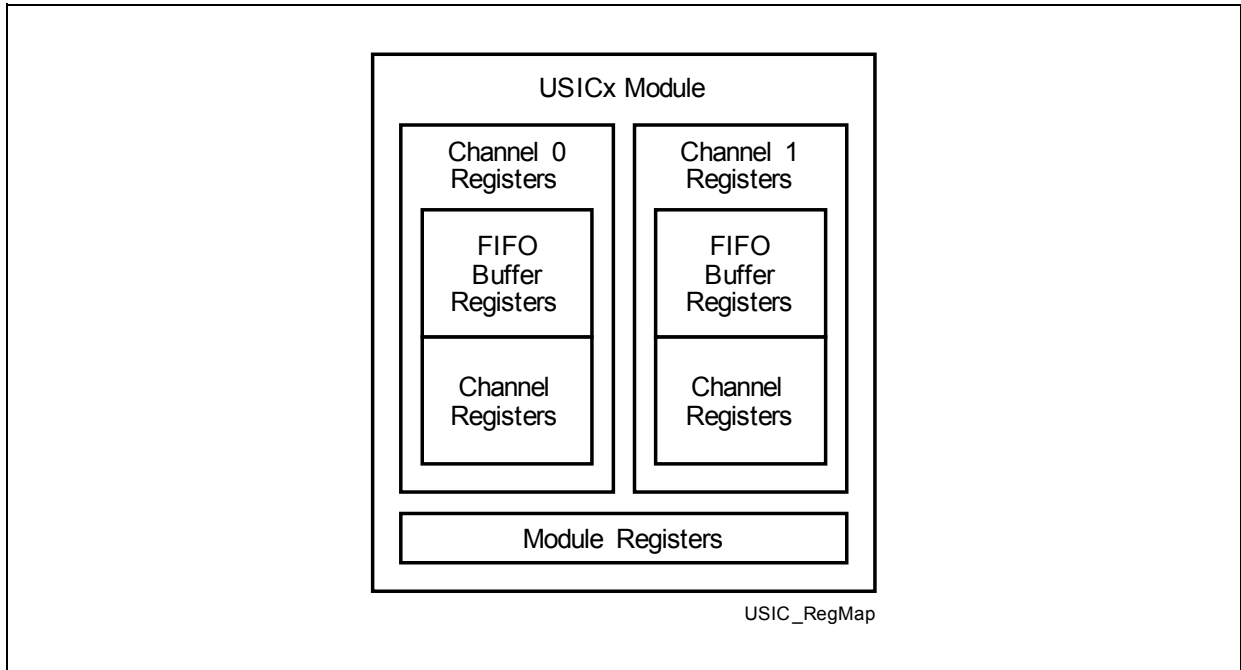 USICx Module
Channel 0
Registers
FIFO
Buffer
Registers
Channel
Registers
Channel 1
Registers
FIFO
Buffer
Registers
Channel
Registers
Module Registers
USIC_RegMap